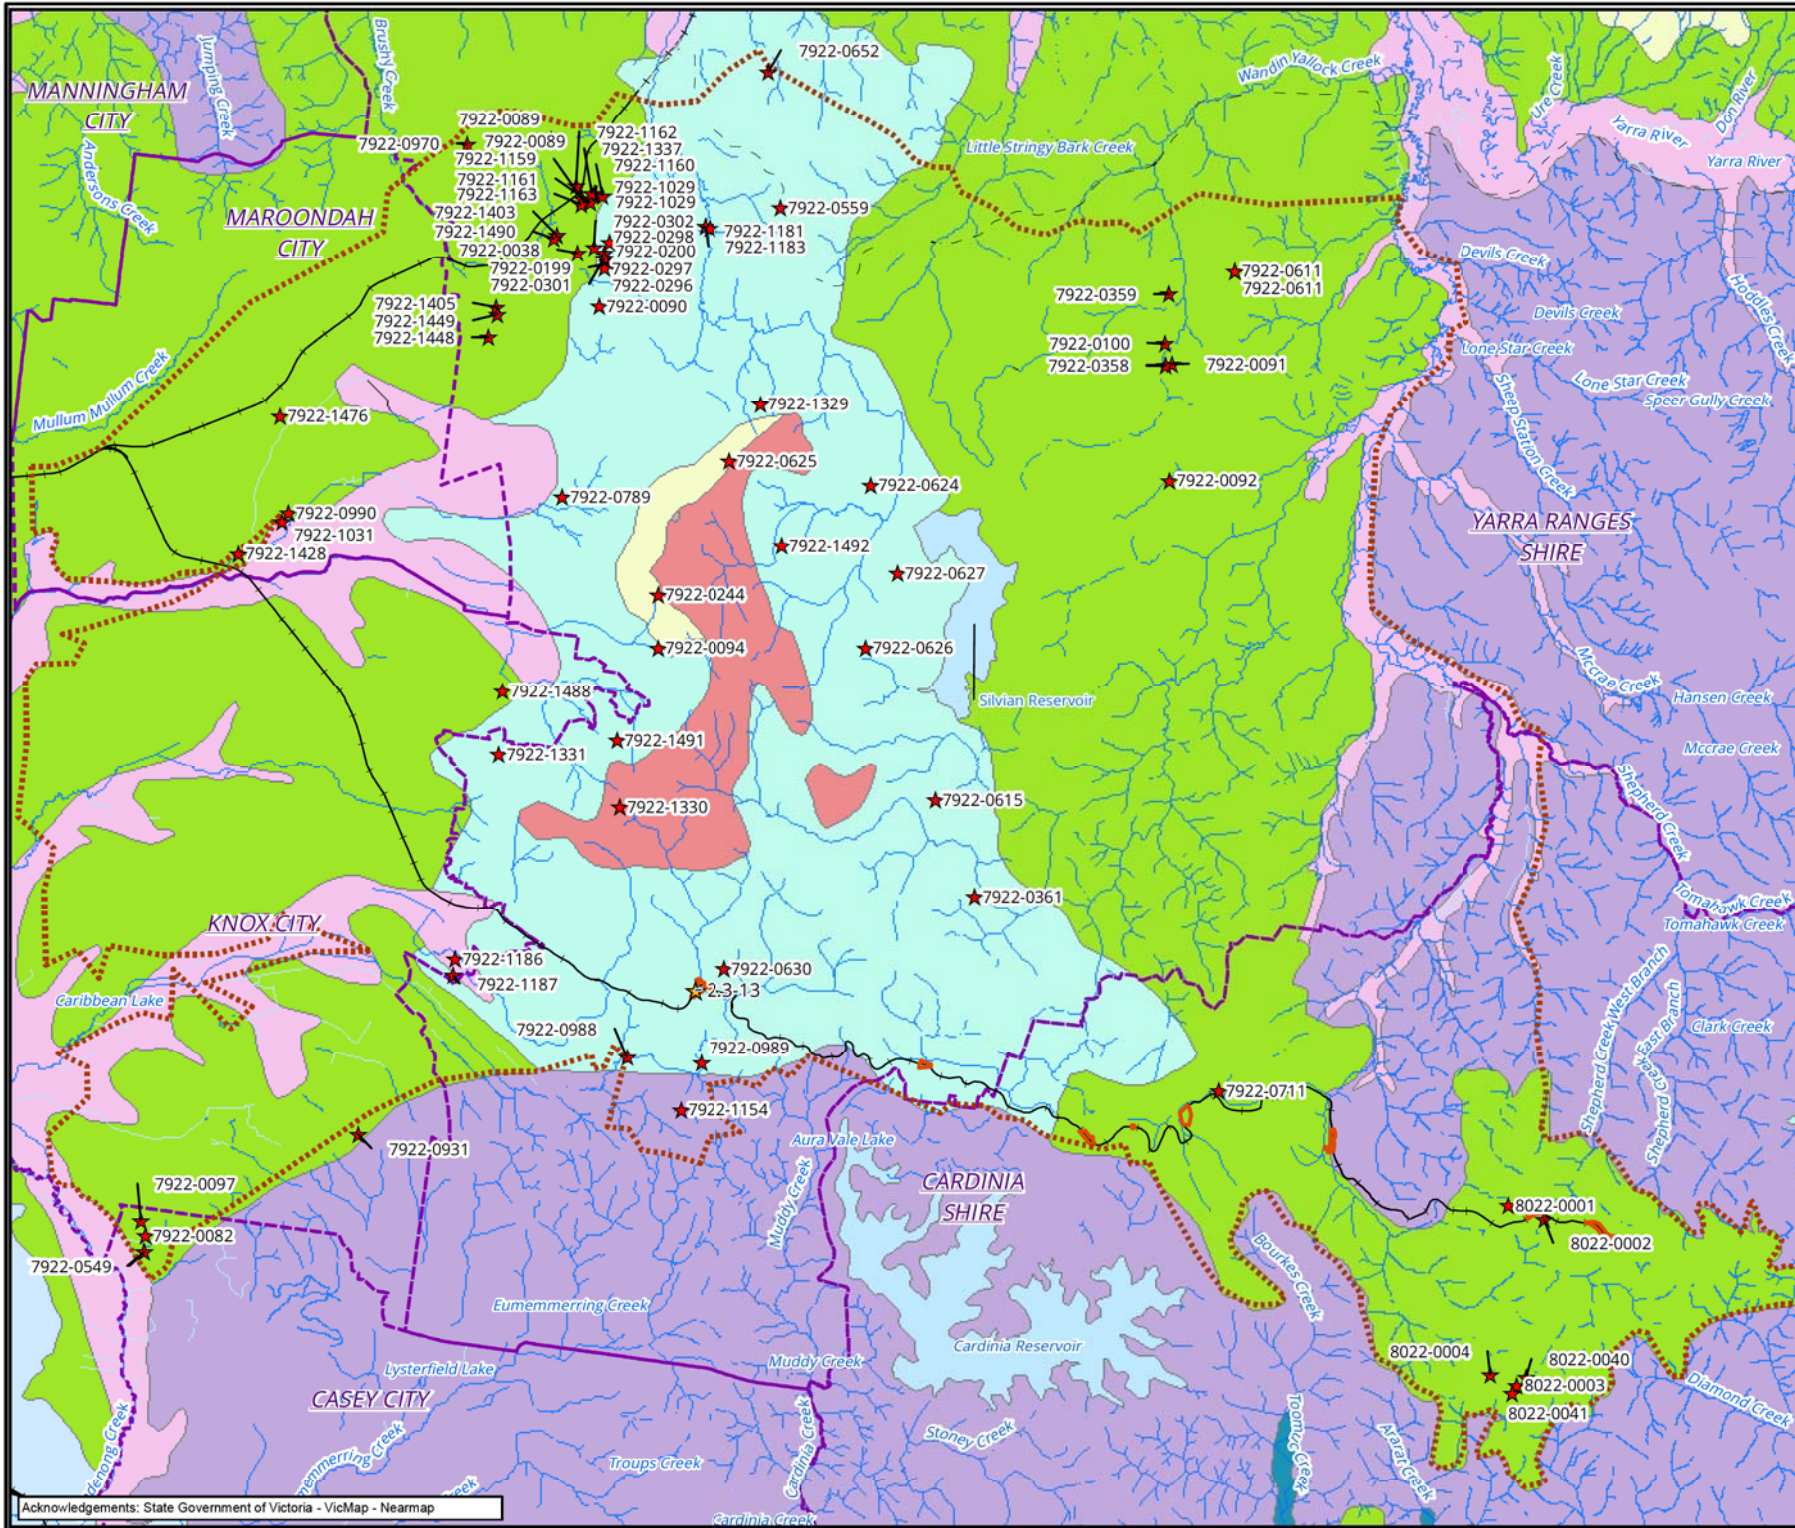 7922-0652
MANNINGHAM
CITY
Jumping Creek
Brushy Creek
Wandin Yallock Creek
Ure Creek
Don River
Yarra River
Yarra River
Andersons Creek
7922-0089
7922-0970
7922-0089
7922-1162
7922-1337
7922-1159
7922-1160
7922-1161
7922-1163
7922-1029
7922-1029
Little Stringy Bark Creek
MAROONDAH
CITY
7922-1403
7922-1490
7922-0038
7922-0302
7922-0298
7922-0200
7922-0199
7922-0301
7922-0297
7922-0296
7922-0559
7922-1181
7922-1183
7922-0090
7922-1405
7922-1449
7922-1448
7922-0611
7922-0611
7922-0359
7922-0100
7922-0358
7922-0091
Devils Creek
Devils Creek
Hoddles Creek
Lone Star Creek
Lone Star Creek
Speer Gully Creek
Sheep Station Creek
Mullum Mullum Creek
7922-1476
7922-1329
7922-0625
7922-0624
7922-0092
7922-0789
7922-0990
7922-1031
7922-1428
YARRA RANGES
SHIRE
7922-1492
7922-0627
7922-0244
7922-0094
7922-0626
Mccrae Creek
Hansen Creek
7922-1488
Silvian Reservoir
7922-1491
7922-1331
Mccrae Creek
Shepherd Creek
7922-1330
7922-0615
7922-0361
Tomahawk Creek
Tomahawk Creek
KNOX CITY
7922-1186
7922-1187
7922-0630
2.3-13
Caribbean Lake
Shepherd Creek West Branch
Shepherd Creek East Branch
Clark Creek
7922-0988
7922-0989
7922-0711
7922-1154
7922-0931
Aura Vale Lake
Muddy Creek
CARDINIA
SHIRE
7922-0097
7922-0082
7922-0549
8022-0001
8022-0002
Bourkes Creek
Eumemmerring Creek
Cardinia Reservoir
Lysterfield Lake
Muddy Creek
CASEY CITY
8022-0004
8022-0040
8022-0003
8022-0041
Diamond Creek
Cardinia Creek
Stoney Creek
Toomuc Creek
Ararat Creek
Troups Creek
Acknowledgements: State Government of Victoria - VicMap - Nearmap
Cardinia Creek